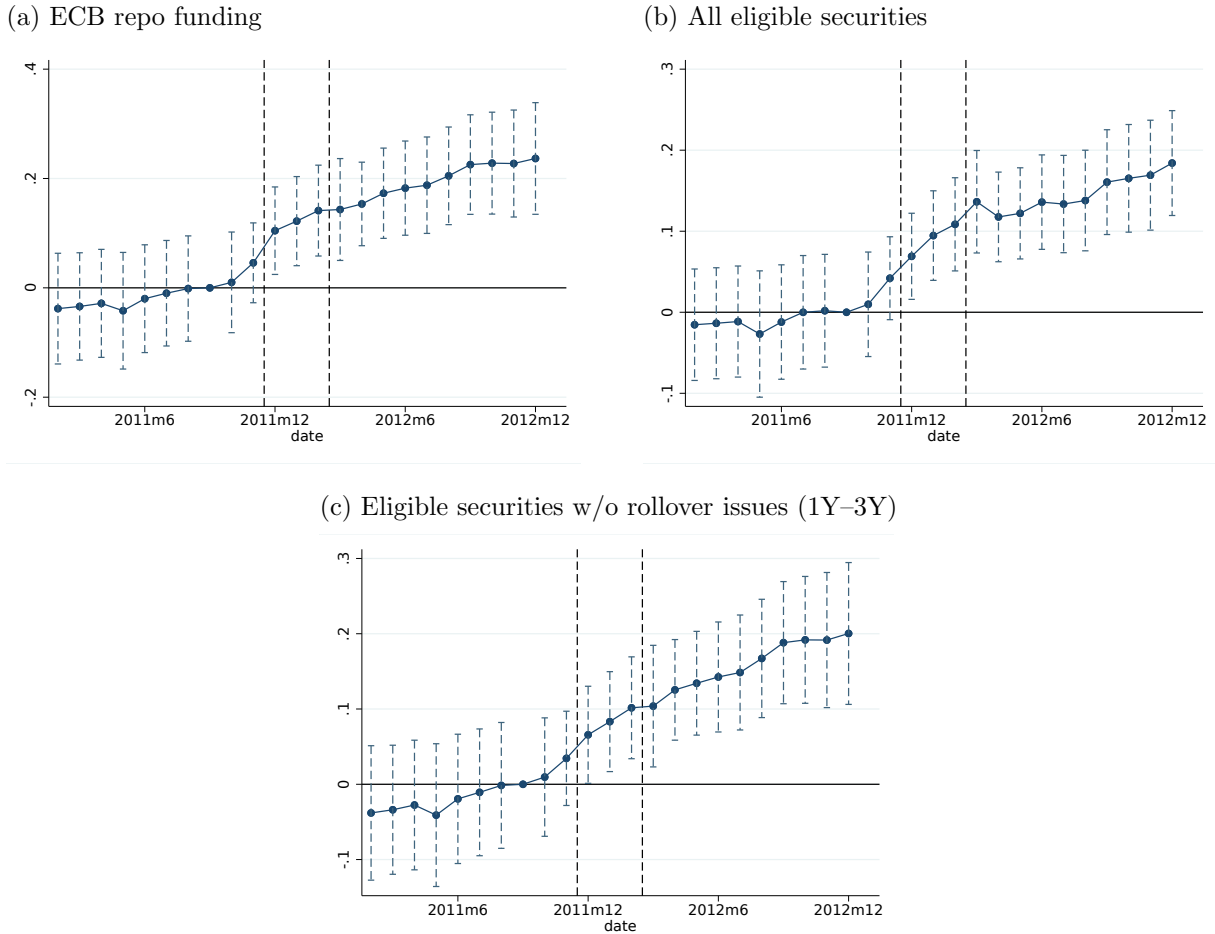 (a) ECB repo funding
.4
.2
0
-.2
2011m6 2011m12 2012m6 2012m12
date
(b) All eligible securities
.3
.2
.1
0
-.1
2011m6 2011m12 2012m6 2012m12
date
(c) Eligible securities w/o rollover issues (1Y–3Y)
.3
.2
.1
0
-.1
2011m6 2011m12 2012m6 2012m12
date